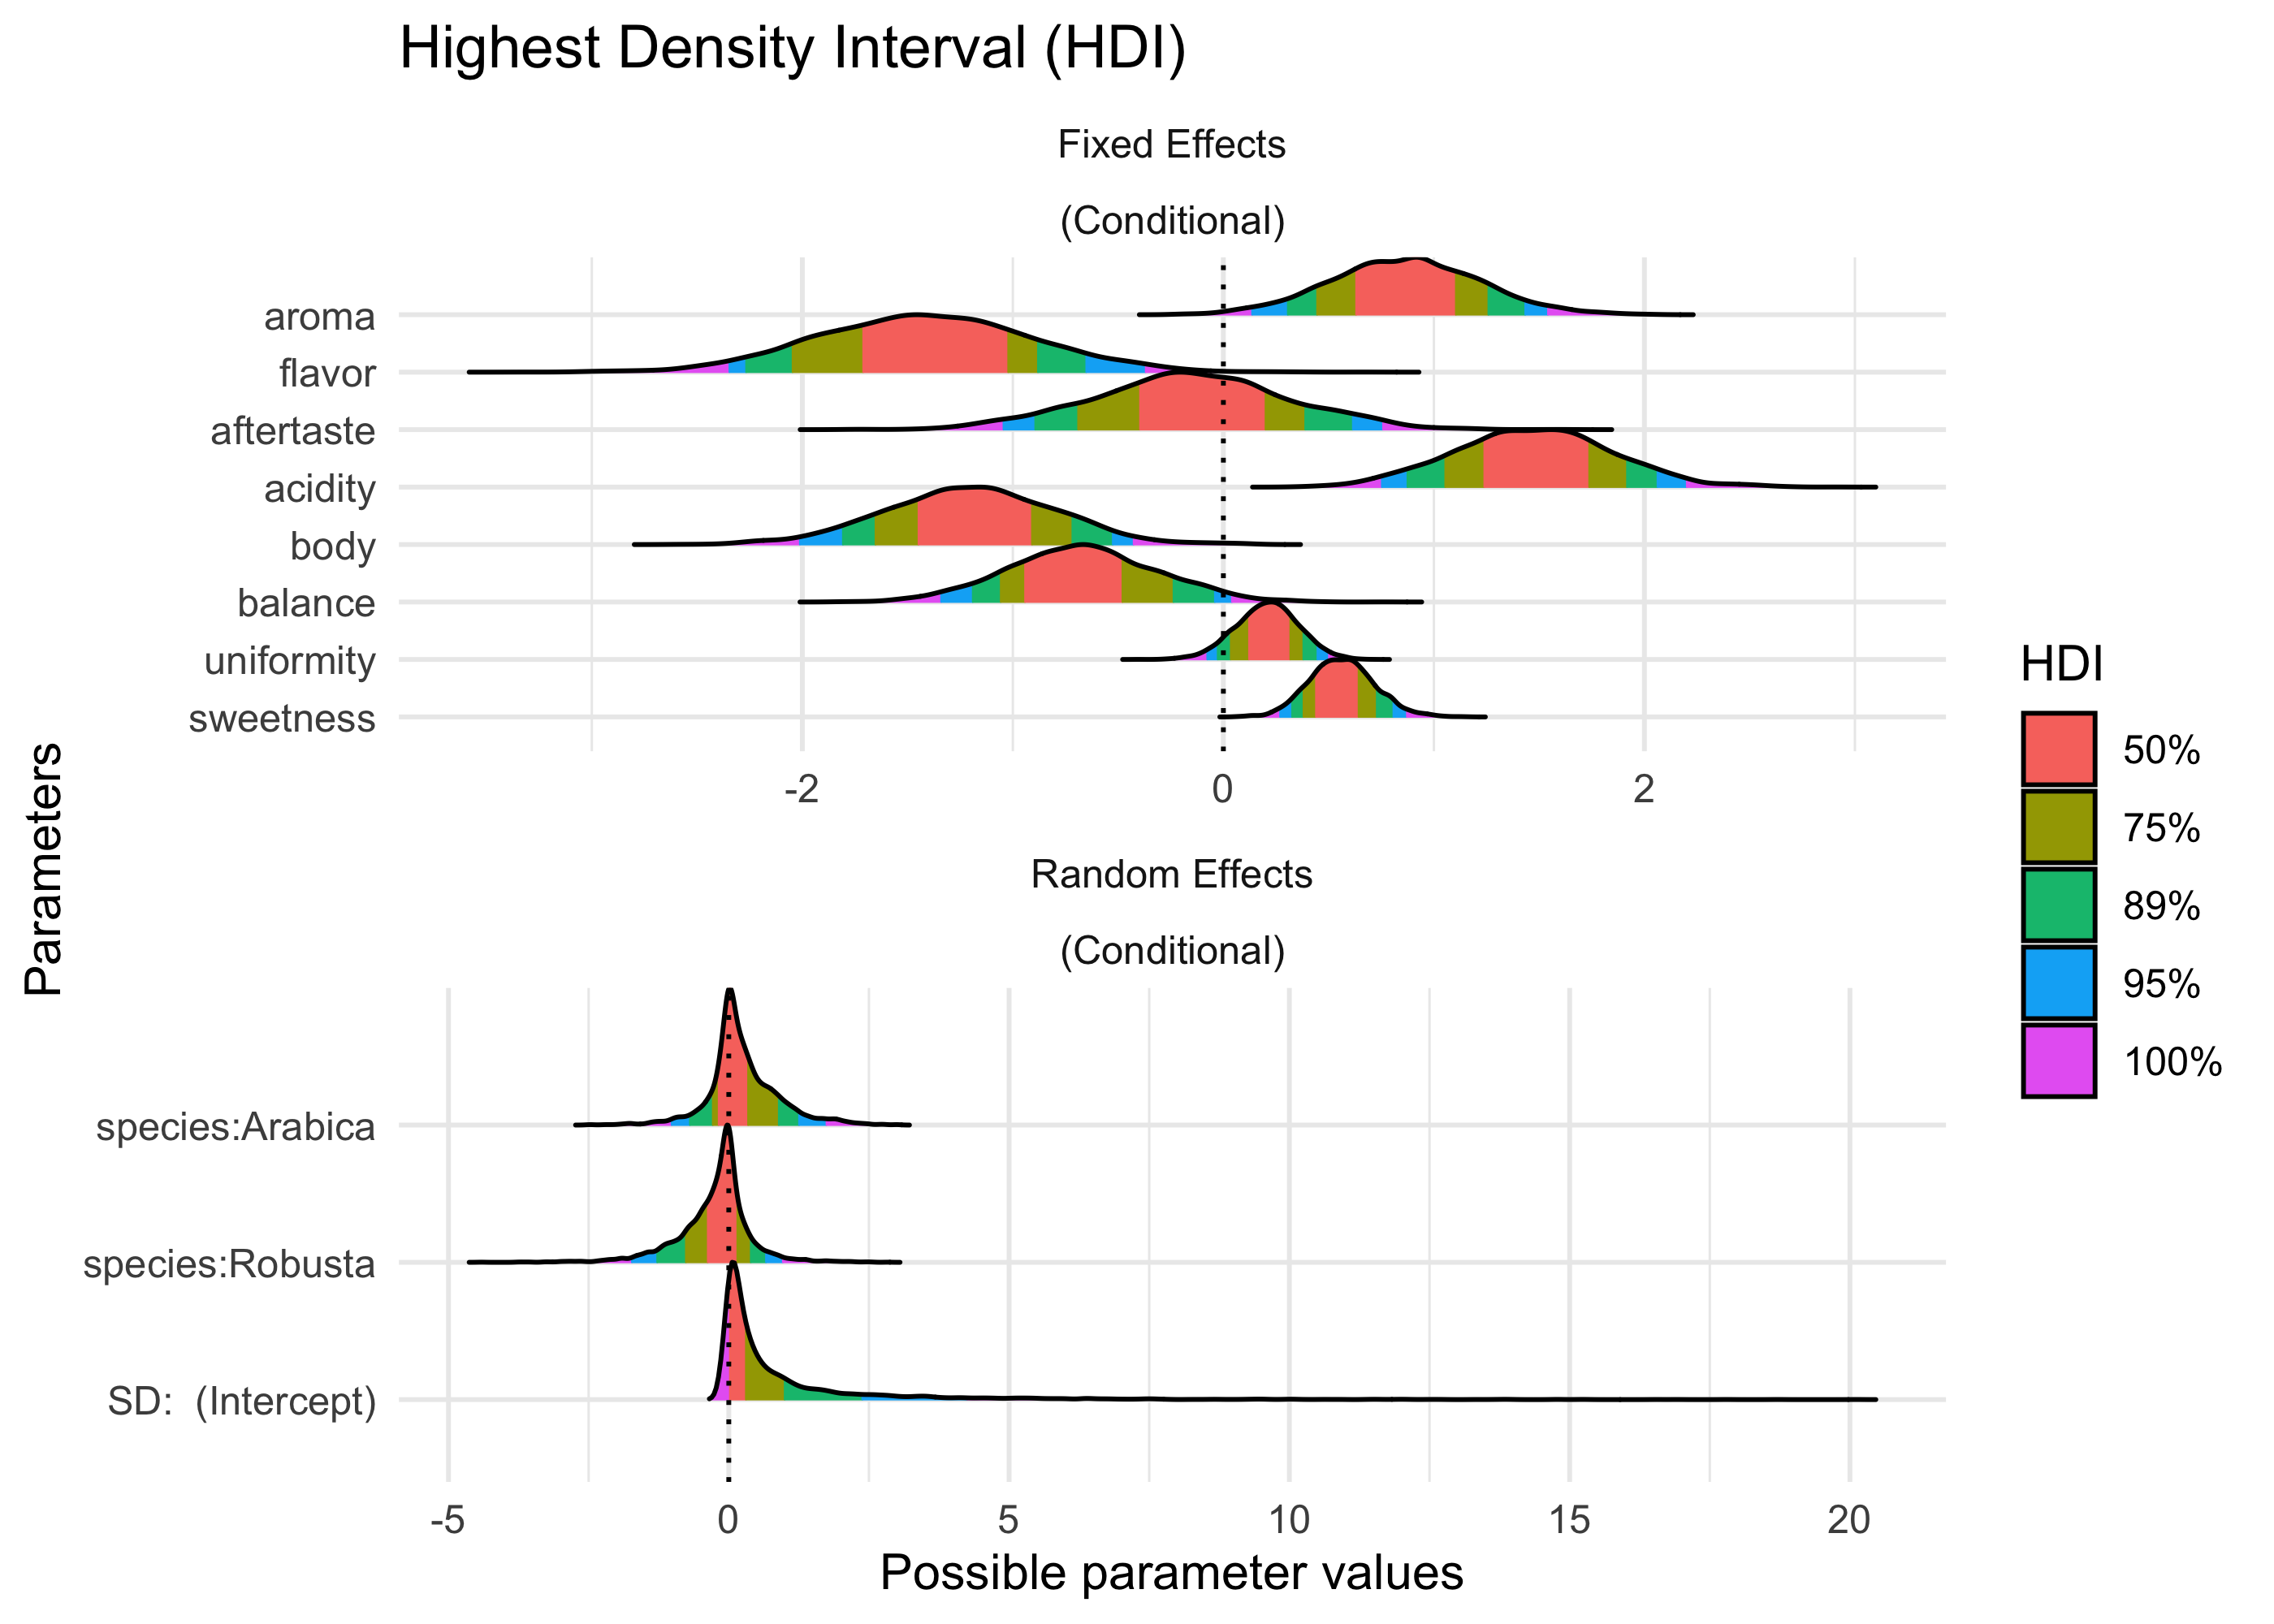 Highest Density Interval (HDI)
Fixed Effects
(Conditional)
aroma
flavor
aftertaste
acidity
body
balance
uniformity
sweetness
-2 0 2
Parameters
Random Effects
(Conditional)
species:Arabica
species:Robusta
SD: (Intercept)
-5 0 5 10 15 20
Possible parameter values
HDI
50%
75%
89%
95%
100%